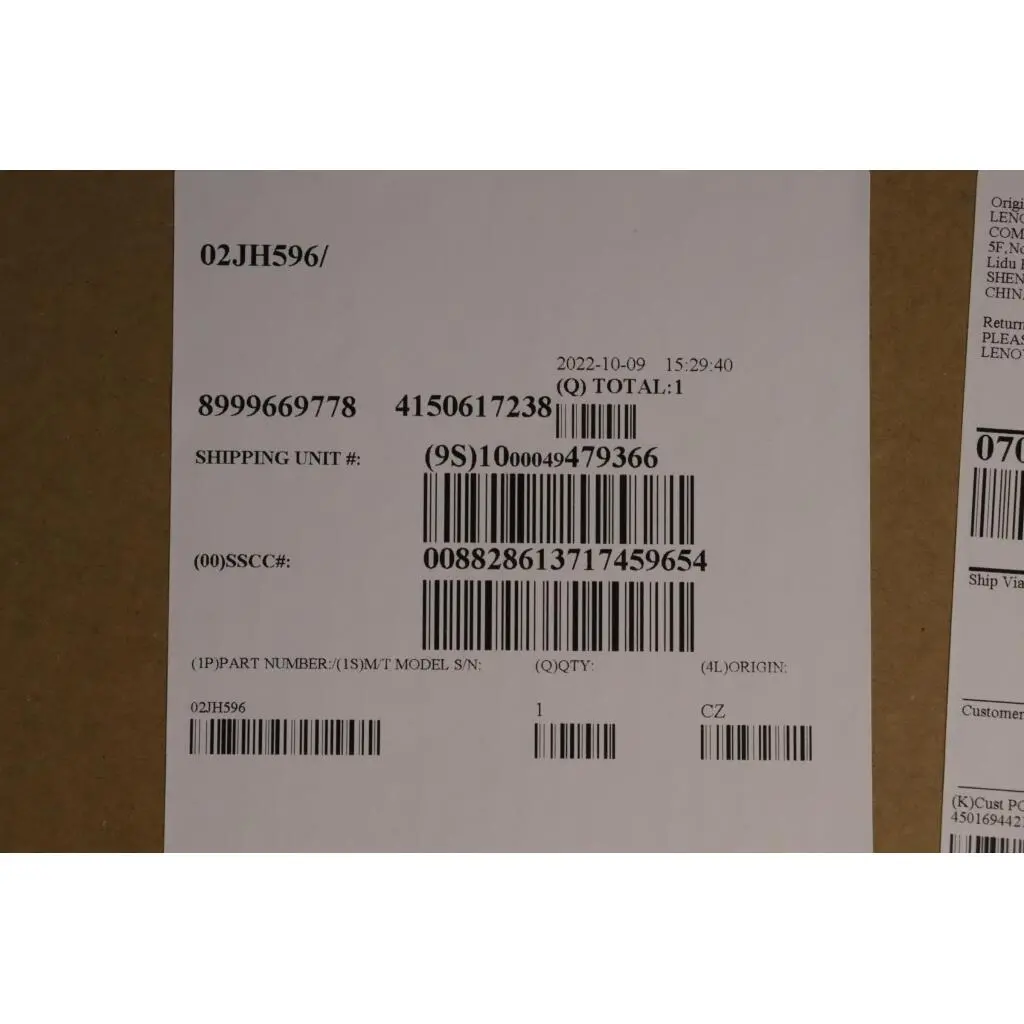 02JH596/
2022-10-09 15:29:40
(Q) TOTAL:1
8999669778 4150617238
SHIPPING UNIT #: (9S)1000049479366
(00)SSCC#: 008828613717459654
(1P)PART NUMBER:/(1S)M/T MODEL S/N: (Q)QTY: (4L)ORIGIN:
02JH596 1 CZ
Origi
LENO
COM
5F,No
Lidu
SHEN
CHIN
Return
PLEAS
LENO
070
Ship Via
Customer
(K)Cust PO
450169442